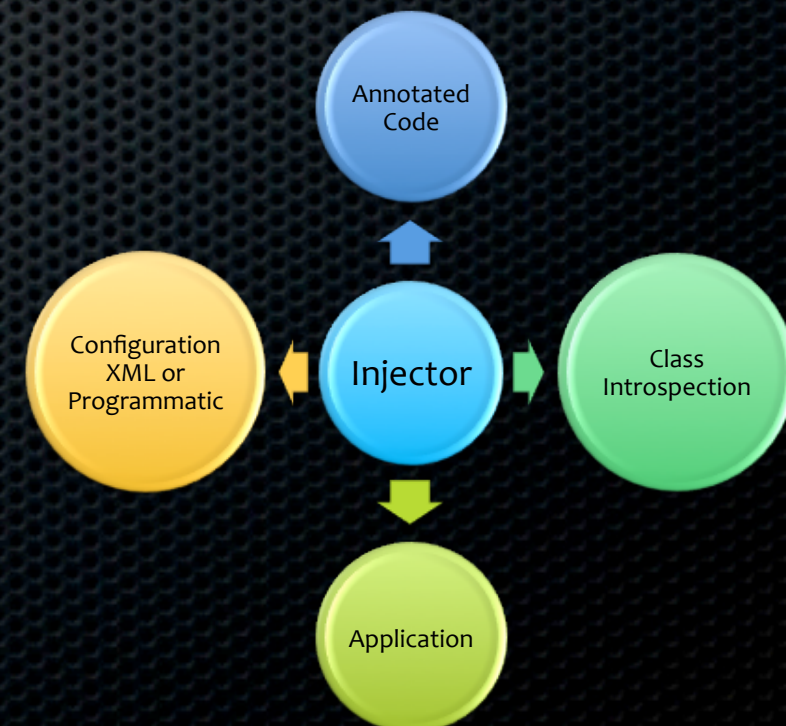 Annotated
Code
Configuration
XML or
Programmatic
Injector
Class
Introspection
Application